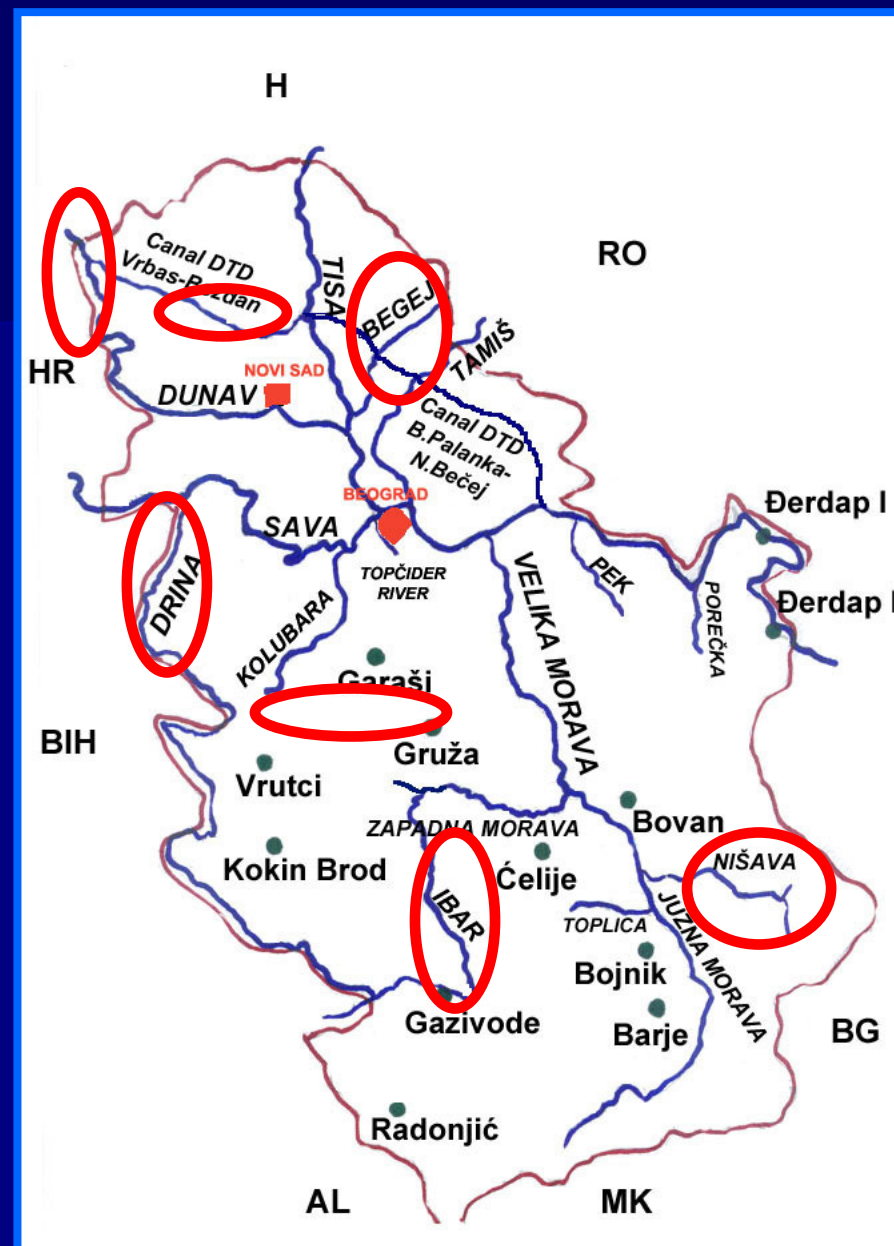 H
RO
Canal DTD
Vrbas-Bezdan
TISA
BEGEJ
TAMIŠ
HR
NOVI SAD
DUNAV
Canal DTD
B.Palanka-
N.Bečej
BEOGRAD
Đerdap I
SAVA
DRINA
TOPČIDER
RIVER
PEK
POREČKA
Đerdap I
KOLUBARA
VELIKA MORAVA
Garaši
BIH
Gruža
Vrutci
ZAPADNA MORAVA
Bovan
Kokin Brod
Ćelije
NIŠAVA
IBAR
TOPLICA
JUZNA MORAVA
Bojnik
Gazivode
Barje
BG
Radonjić
AL
MK